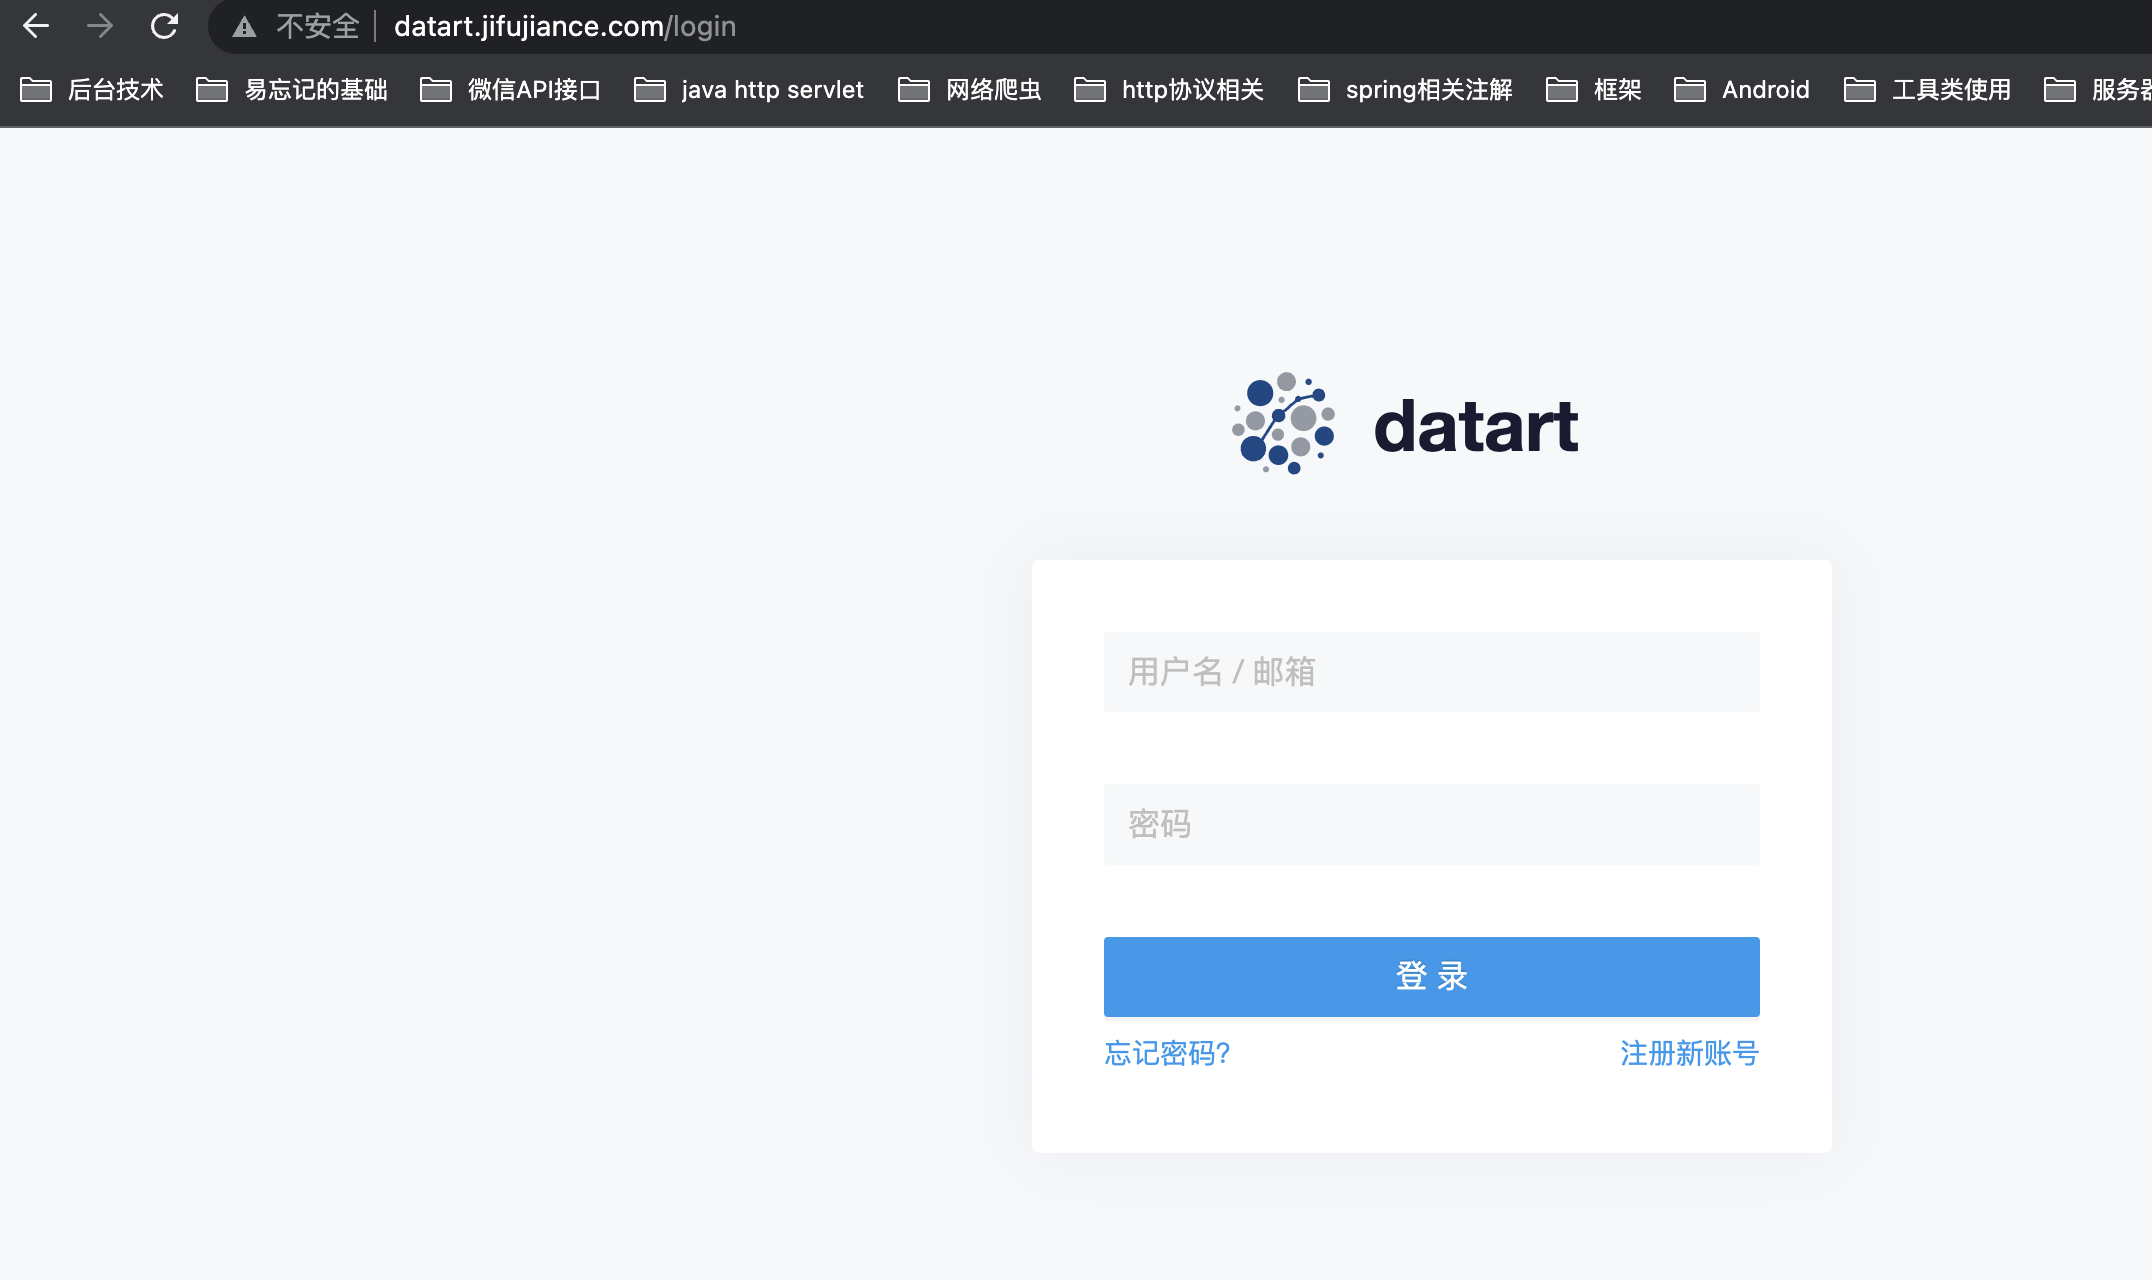 不安全 datart.jifujiance.com/login
后台技术 易忘记的基础 微信API接口 java http servlet 网络爬虫 http协议相关 spring相关注解 框架 Android 工具类使用 服务器
datart
用户名 / 邮箱
密码
登 录
忘记密码? 注册新账号